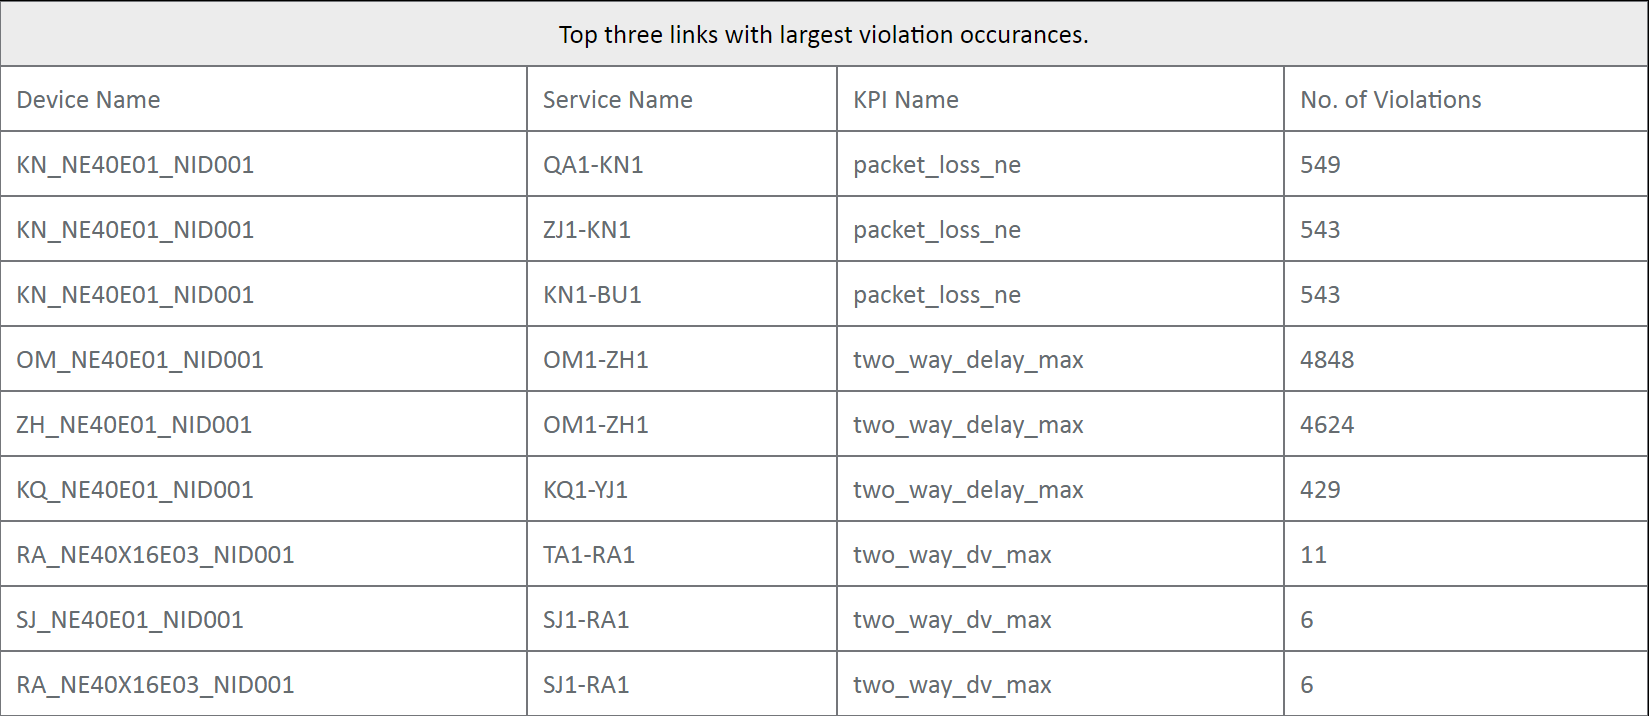 Top three links with largest violation occurances.
Device Name Service Name KPI Name No. of Violations
KN_NE40E01_NID001 QA1-KN1 packet_loss_ne 549
KN_NE40E01_NID001 ZJ1-KN1 packet_loss_ne 543
KN_NE40E01_NID001 KN1-BU1 packet_loss_ne 543
OM_NE40E01_NID001 OM1-ZH1 two_way_delay_max 4848
ZH_NE40E01_NID001 OM1-ZH1 two_way_delay_max 4624
KQ_NE40E01_NID001 KQ1-YJ1 two_way_delay_max 429
RA_NE40X16E03_NID001 TA1-RA1 two_way_dv_max 11
SJ_NE40E01_NID001 SJ1-RA1 two_way_dv_max 6
RA_NE40X16E03_NID001 SJ1-RA1 two_way_dv_max 6